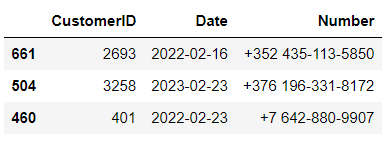 CustomerID Date Number
661 2693 2022-02-16 +352 435-113-5850
504 3258 2023-02-23 +376 196-331-8172
460 401 2022-02-23 +7 642-880-9907